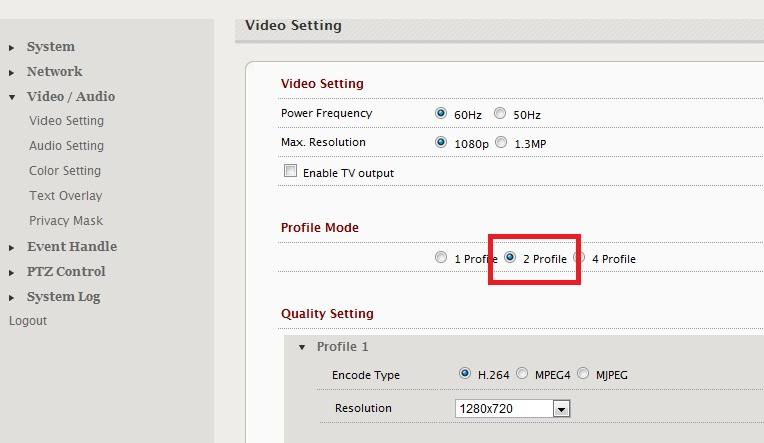 Video Setting
System
Network
Video / Audio
Video Setting
Audio Setting
Color Setting
Text Overlay
Privacy Mask
Event Handle
PTZ Control
System Log
Logout
Video Setting
Power Frequency 60Hz 50Hz
Max. Resolution 1080p 1.3MP
Enable TV output
Profile Mode
1 Profile 2 Profile 4 Profile
Quality Setting
Profile 1
Encode Type H.264 MPEG4 MJPEG
Resolution 1280x720